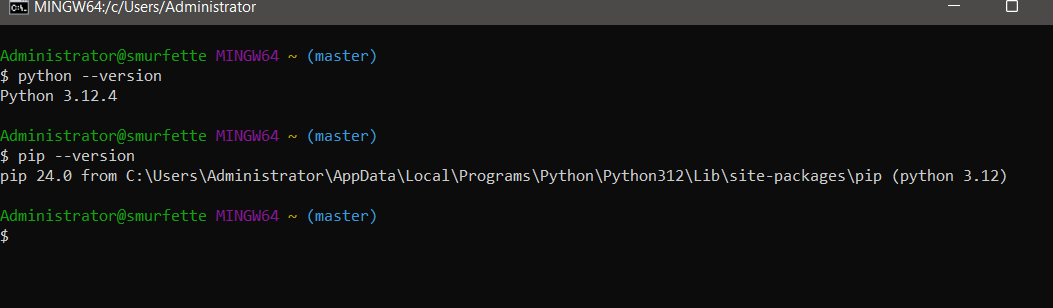 MINGW64:/c/Users/Administrator
Administrator@smurfette MINGW64 ~ (master)
$ python --version
Python 3.12.4
Administrator@smurfette MINGW64 ~ (master)
$ pip --version
pip 24.0 from C:\Users\Administrator\AppData\Local\Programs\Python\Python312\Lib\site-packages\pip (python 3.12)
Administrator@smurfette MINGW64 ~ (master)
$